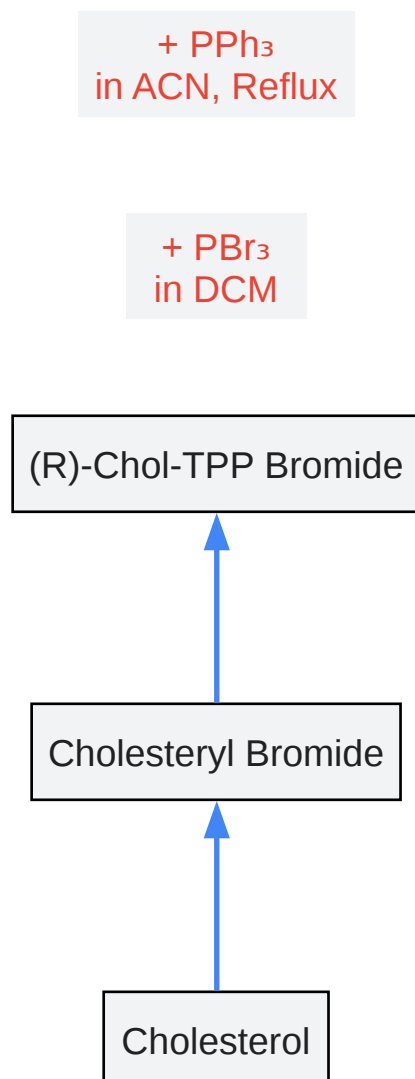 + PPh₃
in ACN, Reflux
+ PBr₃
in DCM
(R)-Chol-TPP Bromide
Cholesteryl Bromide
Cholesterol